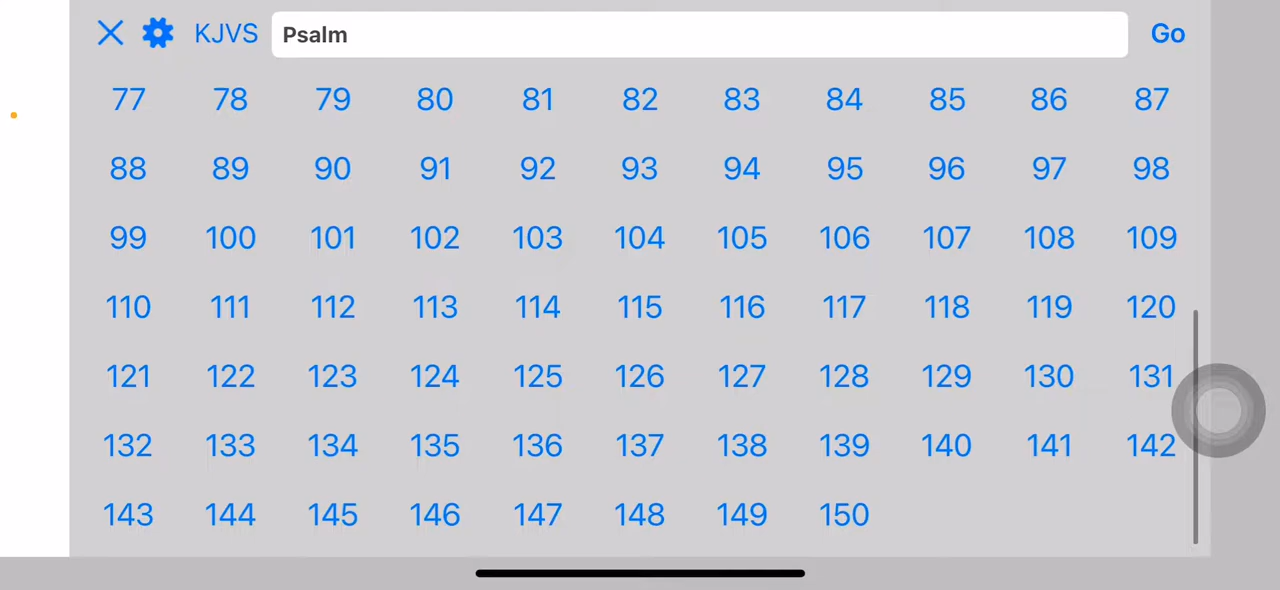 KJVS Psalm Go
77 78 79 80 81 82 83 84 85 86 87
88 89 90 91 92 93 94 95 96 97 98
99 100 101 102 103 104 105 106 107 108 109
110 111 112 113 114 115 116 117 118 119 120
121 122 123 124 125 126 127 128 129 130 131
132 133 134 135 136 137 138 139 140 141 142
143 144 145 146 147 148 149 150